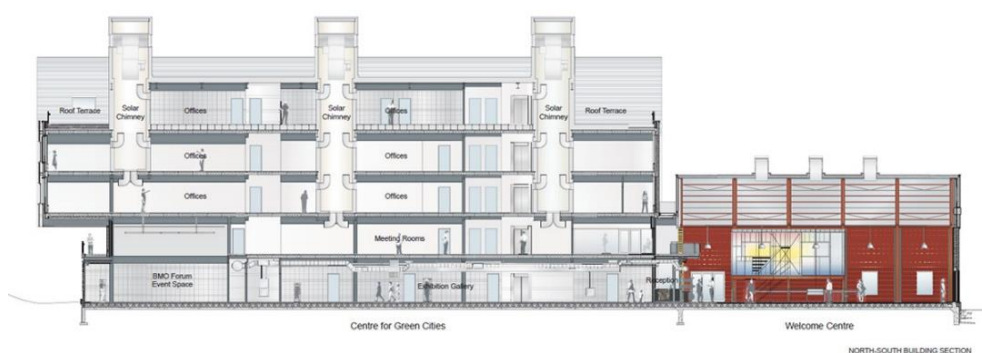 Roof Terrace
Solar
Chimney
Offices
Solar
Chimney
Offices
Solar
Chimney
Roof Terrace
Offices
Offices
Offices
Offices
Meeting Rooms
BMO Forum
Event Space
Exhibition Gallery
Reception
Centre for Green Cities
Welcome Centre
NORTH-SOUTH BUILDING SECTION